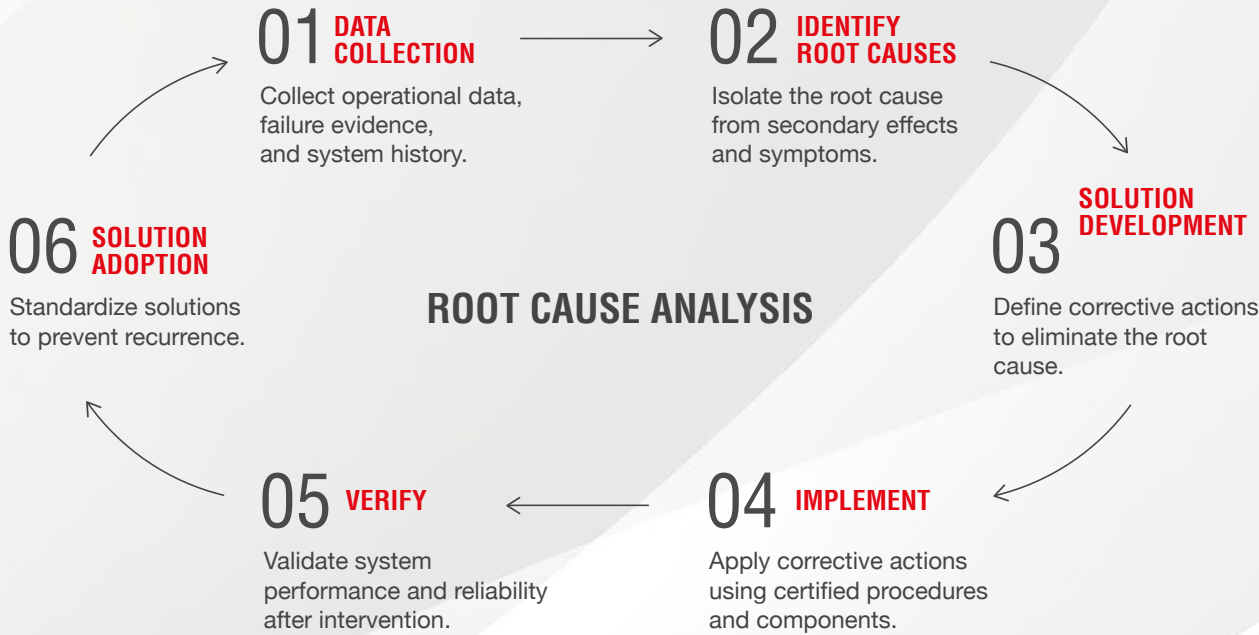 01 DATA
COLLECTION
Collect operational data,
failure evidence,
and system history.
02 IDENTIFY
ROOT CAUSES
Isolate the root cause
from secondary effects
and symptoms.
03 SOLUTION
DEVELOPMENT
Define corrective actions
to eliminate the root
cause.
ROOT CAUSE ANALYSIS
04 IMPLEMENT
Apply corrective actions
using certified procedures
and components.
05 VERIFY
Validate system
performance and reliability
after intervention.
06 SOLUTION
ADOPTION
Standardize solutions
to prevent recurrence.